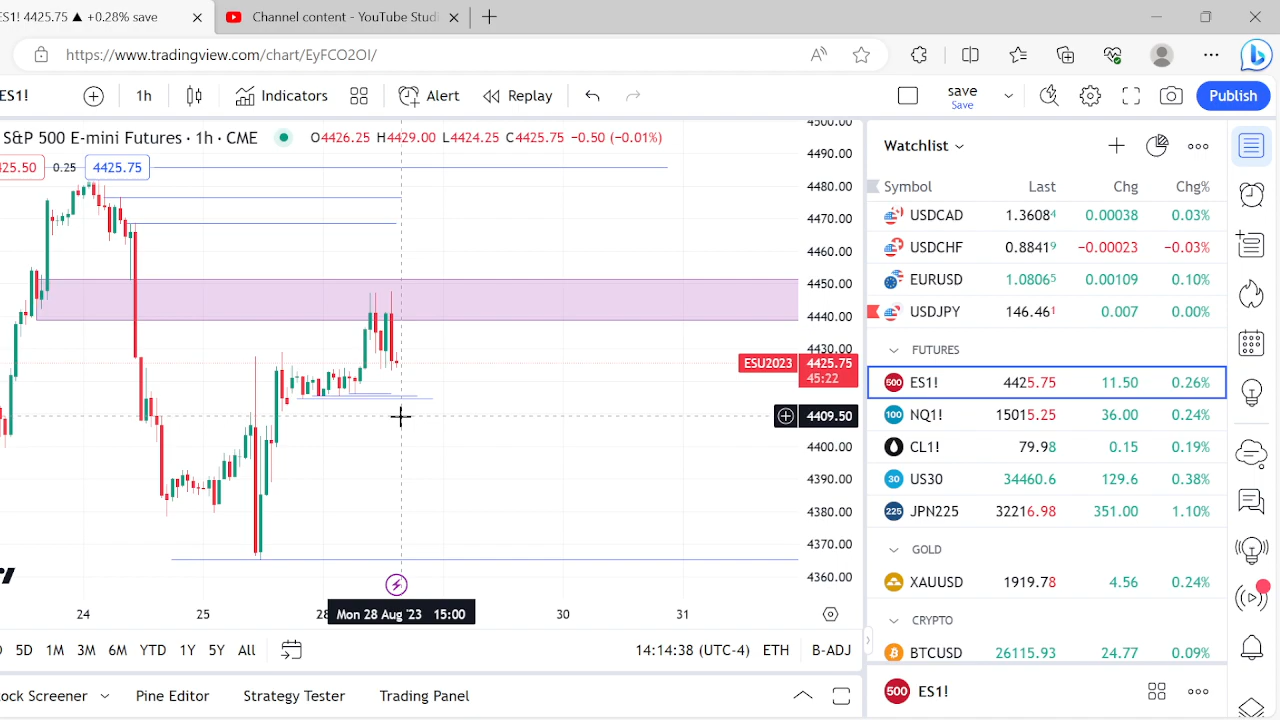 ES1! 4425.75 ▲ +0.28% save
Channel content - YouTube Studi
https://www.tradingview.com/chart/EyFCO2OI/
ES1!
1h
Indicators
Alert
Replay
save
Save
Publish
S&P 500 E-mini Futures · 1h · CME
O4426.25 H4429.00 L4424.25 C4425.75 −0.50 (−0.01%)
25.50 0.25 4425.75
4500.00
4490.00
4480.00
4470.00
4460.00
4450.00
4440.00
4430.00
ESU2023 4425.75
45:22
4409.50
4400.00
4390.00
4380.00
4370.00
4360.00
24 25 28 30 31
Mon 28 Aug '23 15:00
5D 1M 3M 6M YTD 1Y 5Y All
14:14:38 (UTC-4) ETH B-ADJ
ock Screener Pine Editor Strategy Tester Trading Panel
Watchlist
Symbol Last Chg Chg%
USDCAD 1.36084 0.00038 0.03%
USDCHF 0.88419 −0.00023 −0.03%
EURUSD 1.08065 0.00109 0.10%
USDJPY 146.461 0.007 0.00%
FUTURES
500 ES1! 4425.75 11.50 0.26%
100 NQ1! 15015.25 36.00 0.24%
CL1! 79.98 0.15 0.19%
30 US30 34460.6 129.6 0.38%
225 JPN225 32216.98 351.00 1.10%
GOLD
XAUUSD 1919.78 4.56 0.24%
CRYPTO
BTCUSD 26115.93 24.77 0.09%
500 ES1!